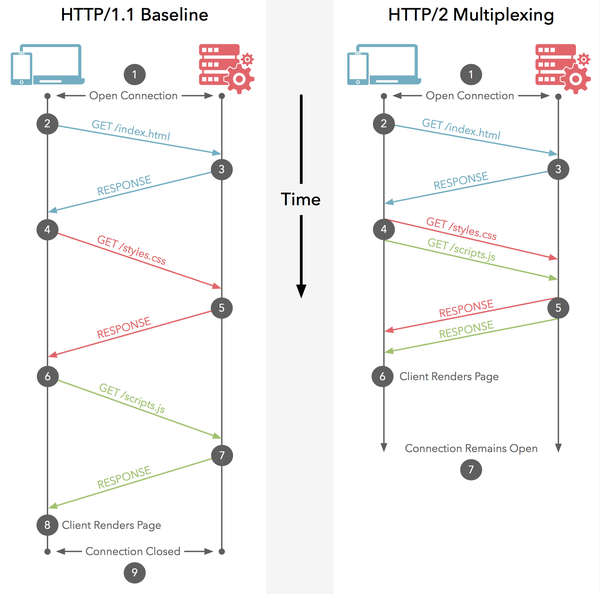 HTTP/1.1 Baseline
1
Open Connection
2
GET /index.html
3
RESPONSE
4
GET /styles.css
5
RESPONSE
6
GET /scripts.js
7
RESPONSE
8
Client Renders Page
Connection Closed
9
Time
HTTP/2 Multiplexing
1
Open Connection
2
GET /index.html
3
RESPONSE
4
GET /styles.css
GET /scripts.js
5
RESPONSE
RESPONSE
6
Client Renders Page
Connection Remains Open
7